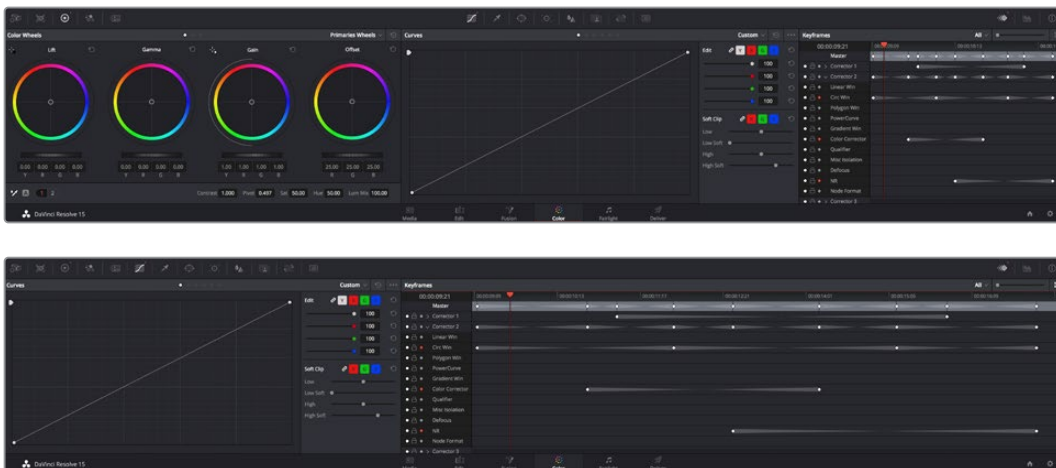 Color Wheels
Primaries Wheels
Lift
Gamma
Gain
Offset
0.00 0.00 0.00 0.00
0.00 0.00 0.00 0.00
1.00 1.00 1.00 1.00
25.00 25.00 25.00
Y R G B
Y R G B
Y R G B
R G B
1 2
Contrast 1.000 Pivot 0.497 Sat 50.00 Hue 50.00 Lum Mix 100.00
Curves
Custom
Edit
100
100
100
100
Soft Clip
Low
Low Soft
High
High Soft
Keyframes
All
00:00:09:21
Master
Corrector 1
Corrector 2
Linear Win
Circ Win
Polygon Win
PowerCurve
Gradient Win
Color Corrector
Qualifier
Misc Isolation
Defocus
NR
Node Format
Corrector 3
DaVinci Resolve 15
Media
Edit
Fusion
Color
Fairlight
Deliver
Curves
Custom
Edit
100
100
100
100
Soft Clip
Low
Low Soft
High
High Soft
Keyframes
All
00:00:09:21
Master
Corrector 1
Corrector 2
Linear Win
Circ Win
Polygon Win
PowerCurve
Gradient Win
Color Corrector
Qualifier
Misc Isolation
Defocus
NR
Node Format
Corrector 3
DaVinci Resolve 15